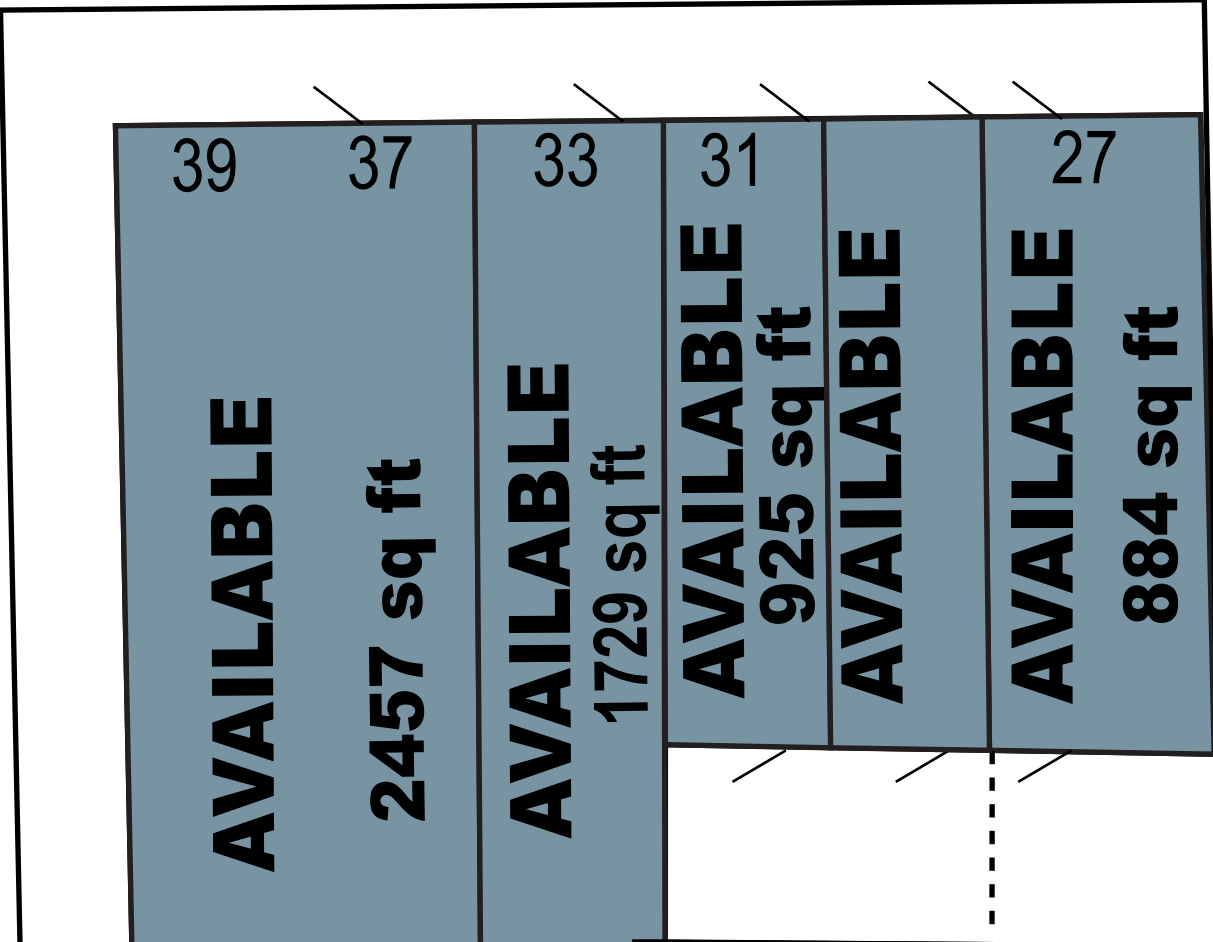 39 37
AVAILABLE
2457 sq ft
33
AVAILABLE
1729 sq ft
31
AVAILABLE
925 sq ft
AVAILABLE
27
AVAILABLE
884 sq ft